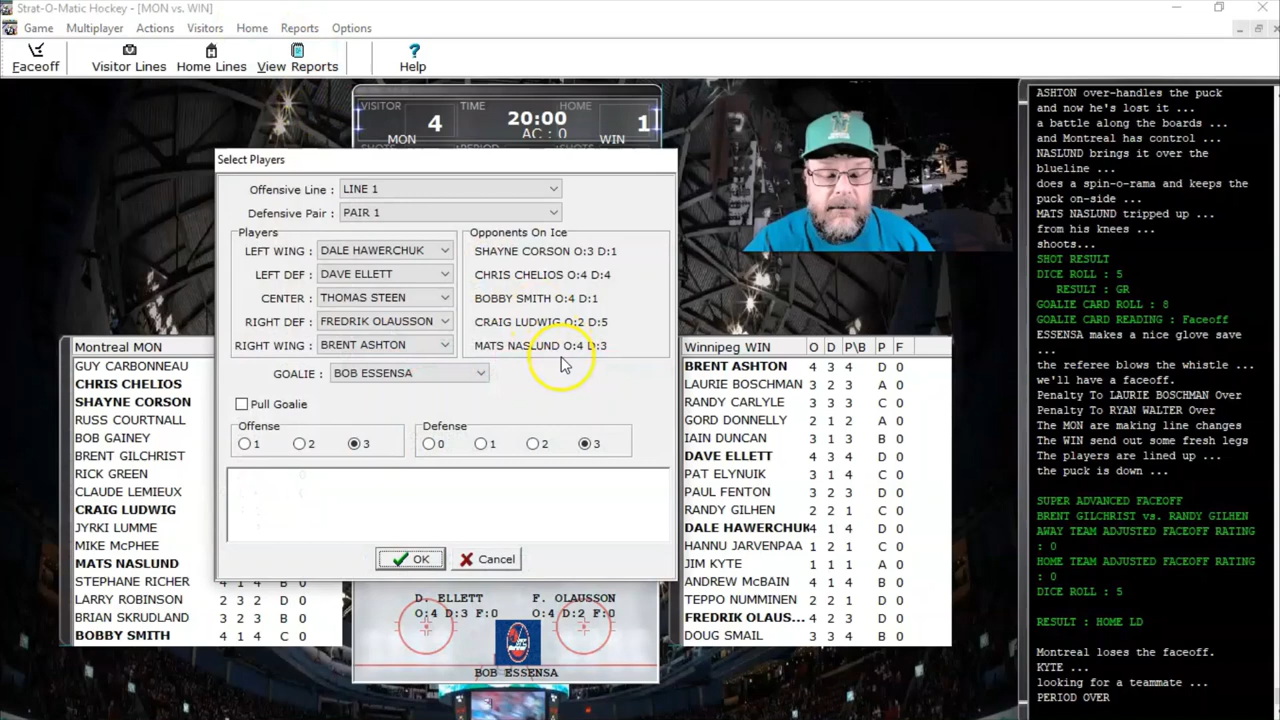 Strat-O-Matic Hockey - [MON vs. WIN]
Game Multiplayer Actions Visitors Home Reports Options
Faceoff Visitor Lines Home Lines View Reports Help
VISITOR TIME HOME
4 20:00 1
MON AC : 0 WIN
Select Players
Offensive Line : LINE 1
Defensive Pair : PAIR 1
Players
LEFT WING : DALE HAWERCHUK
LEFT DEF : DAVE ELLETT
CENTER : THOMAS STEEN
RIGHT DEF : FREDRIK OLAUSSON
RIGHT WING : BRENT ASHTON
GOALIE : BOB ESSENSA
Opponents On Ice
SHAYNE CORSON O:3 D:1
CHRIS CHELIOS O:4 D:4
BOBBY SMITH O:4 D:1
CRAIG LUDWIG O:2 D:5
MATS NASLUND O:4 D:3
Pull Goalie
Offense
1 2 3
Defense
0 1 2 3
OK Cancel
Montreal MON
GUY CARBONNEAU
CHRIS CHELIOS
SHAYNE CORSON
RUSS COURTNALL
BOB GAINEY
BRENT GILCHRIST
RICK GREEN
CLAUDE LEMIEUX
CRAIG LUDWIG
JYRKI LUMME
MIKE McPHEE
MATS NASLUND
STEPHANE RICHER 4 1 4 B 0
LARRY ROBINSON 2 3 2 D 0
BRIAN SKRUDLAND 3 2 3 B 0
BOBBY SMITH 4 1 4 C 0
D. ELLETT F. OLAUSSON
O:4 D:3 F:0 O:4 D:2 F:0
BOB ESSENSA
Winnipeg WIN O D P\B P F
BRENT ASHTON 4 3 4 D 0
LAURIE BOSCHMAN 3 2 3 A 0
RANDY CARLYLE 3 3 3 C 0
GORD DONNELLY 2 1 2 A 0
IAIN DUNCAN 3 2 3 B 0
DAVE ELLETT 4 3 4 D 0
PAT ELYNUIK 3 1 4 C 0
PAUL FENTON 3 2 3 B 0
RANDY GILHEN 2 2 1 C 0
DALE HAWERCHUK 4 1 4 D 0
HANNU JARVENPAA 1 2 1 C 0
JIM KYTE 1 1 1 A 0
ANDREW McBAIN 4 1 4 B 0
TEPPO NUMMINEN 2 2 1 D 0
FREDRIK OLAUS... 4 2 3 D 0
DOUG SMAIL 3 3 4 B 0
ASHTON over-handles the puck
and now he's lost it ...
a battle along the boards ...
and Montreal has control ...
NASLUND brings it over the
blueline ...
does a spin-o-rama and keeps the
puck on-side ...
MATS NASLUND tripped up ...
from his knees ...
shoots...
SHOT RESULT
DICE ROLL : 5
RESULT : GR
GOALIE CARD ROLL : 8
GOALIE CARD READING : Faceoff
ESSENSA makes a nice glove save
...
the referee blows the whistle ...
we'll have a faceoff.
Penalty To LAURIE BOSCHMAN Over
Penalty To RYAN WALTER Over
The MON are making line changes
The WIN send out some fresh legs
The players are lined up ...
the puck is down ...
SUPER ADVANCED FACEOFF
BRENT GILCHRIST vs. RANDY GILHEN
AWAY TEAM ADJUSTED FACEOFF RATING
: 0
HOME TEAM ADJUSTED FACEOFF RATING
: 0
DICE ROLL : 5
RESULT : HOME LD
Montreal loses the faceoff.
KYTE ...
looking for a teammate ...
PERIOD OVER